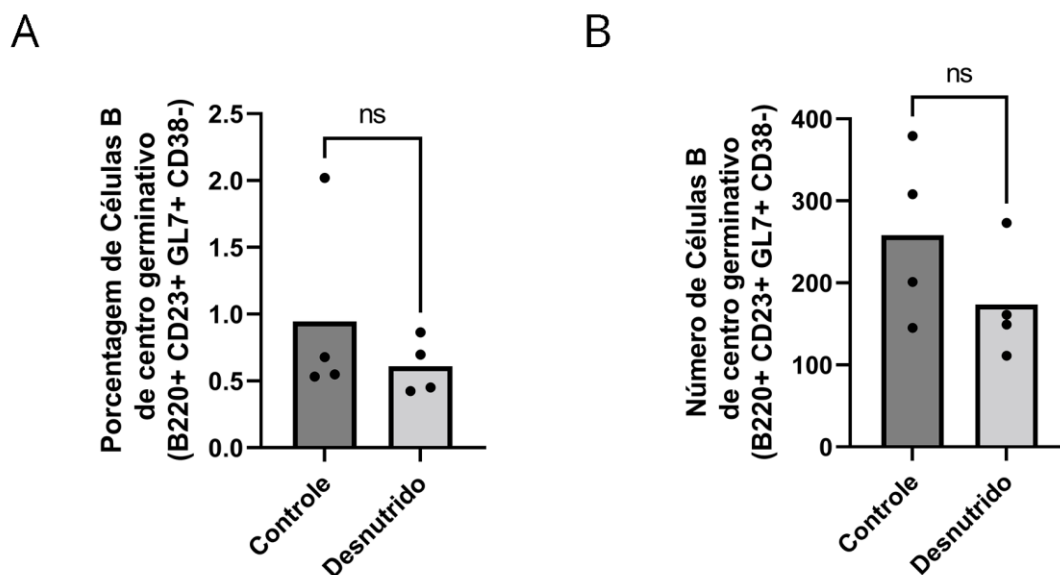 A
Porcentagem de Células B
de centro germinativo
(B220+ CD23+ GL7+ CD38-)
2.5
2.0
1.5
1.0
0.5
0.0
ns
Controle
Desnutrido
B
Número de Células B
de centro germinativo
(B220+ CD23+ GL7+ CD38-)
400
300
200
100
0
ns
Controle
Desnutrido